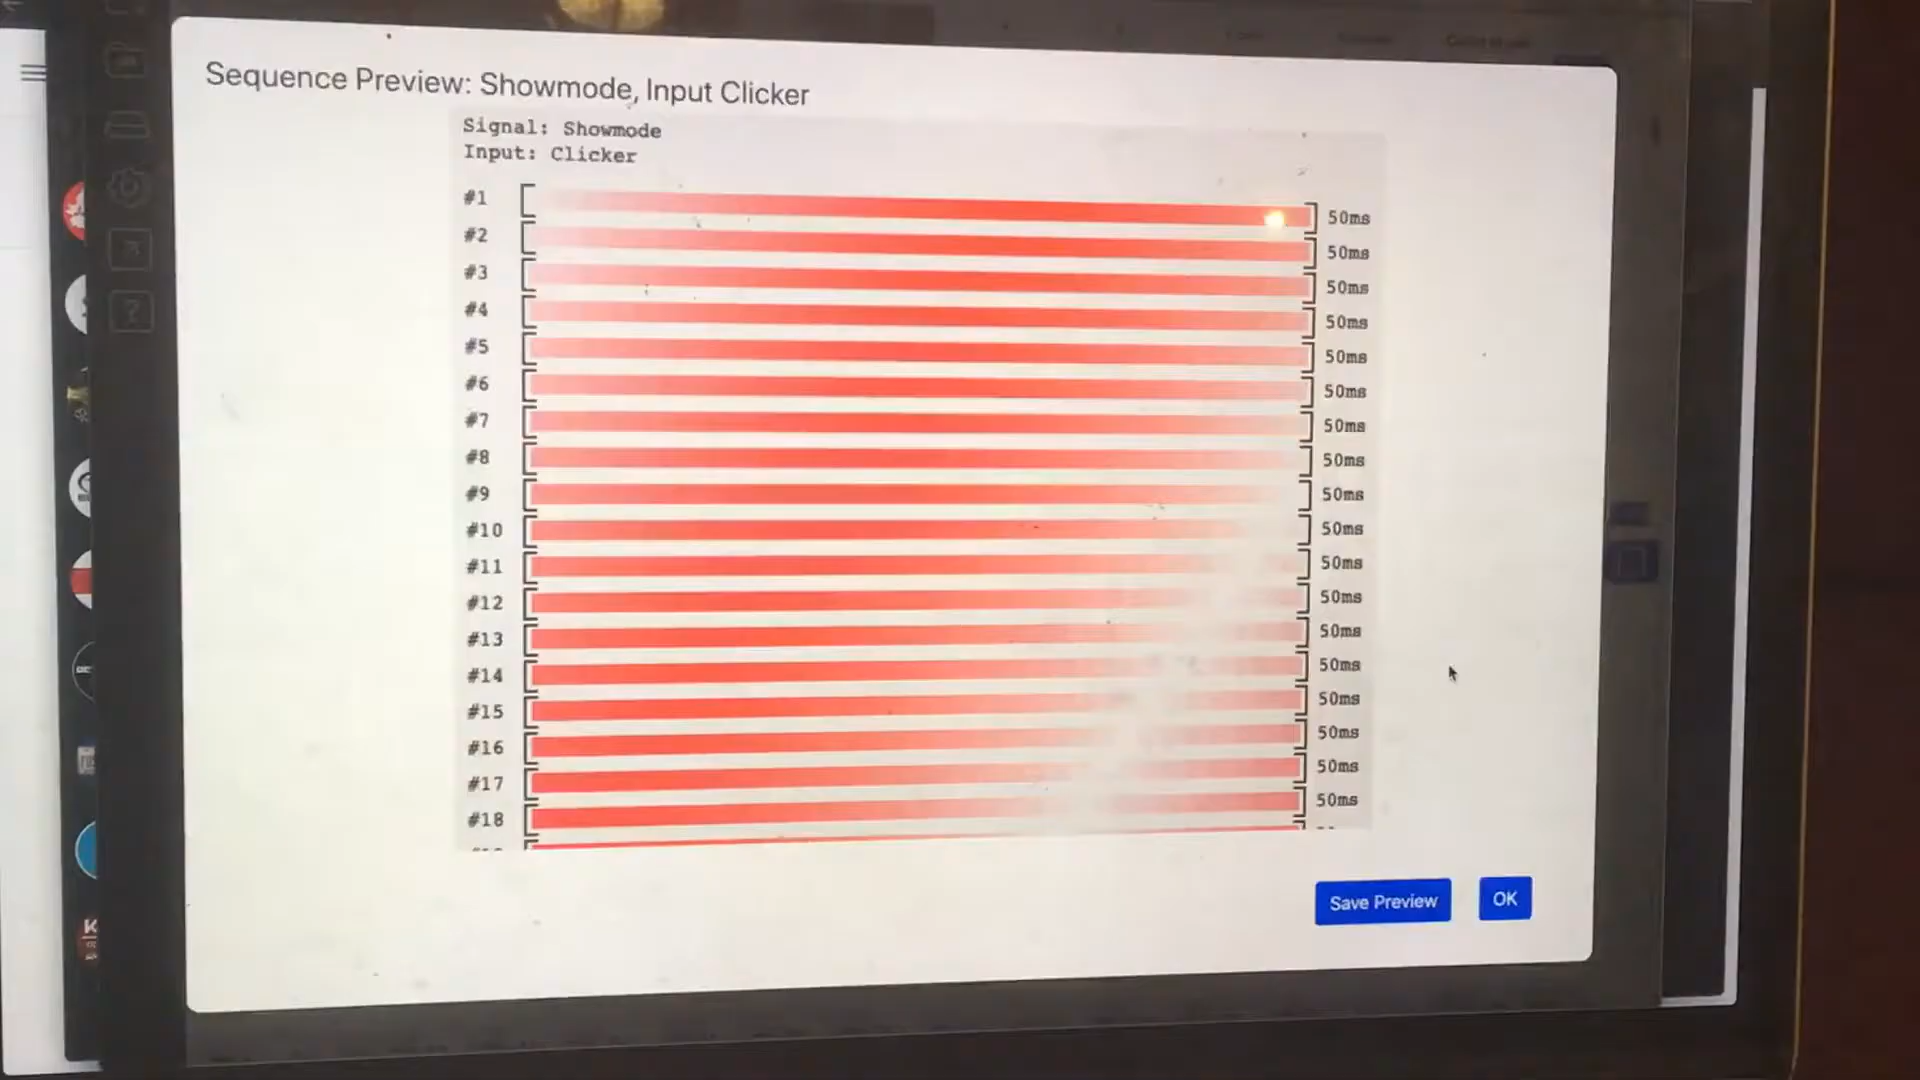 Sequence Preview: Showmode, Input Clicker
Signal: Showmode
Input: Clicker
#1 50ms
#2 50ms
#3 50ms
#4 50ms
#5 50ms
#6 50ms
#7 50ms
#8 50ms
#9 50ms
#10 50ms
#11 50ms
#12 50ms
#13 50ms
#14 50ms
#15 50ms
#16 50ms
#17 50ms
#18 50ms
Save Preview OK